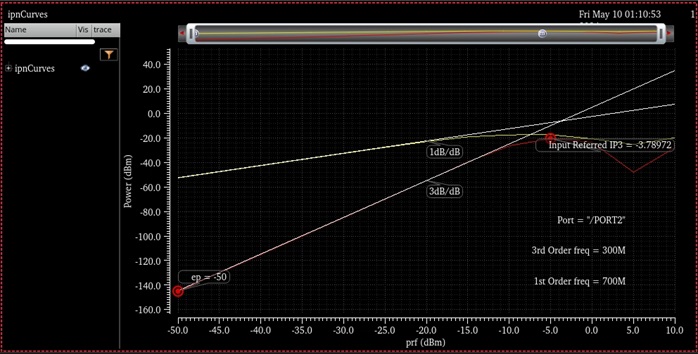 ipnCurves
Fri May 10 01:10:53
1
Name
Vis
trace
ipnCurves
40.0
20.0
0.0
-20.0
-40.0
-60.0
-80.0
-100.0
-120.0
-140.0
-160.0
Power (dBm)
1dB/dB
3dB/dB
Input Referred IP3 = -3.78972
Port = "/PORT2"
3rd Order freq = 300M
1st Order freq = 700M
ep = -50
-50.0 -45.0 -40.0 -35.0 -30.0 -25.0 -20.0 -15.0 -10.0 -5.0 0.0 5.0 10.0
prf (dBm)